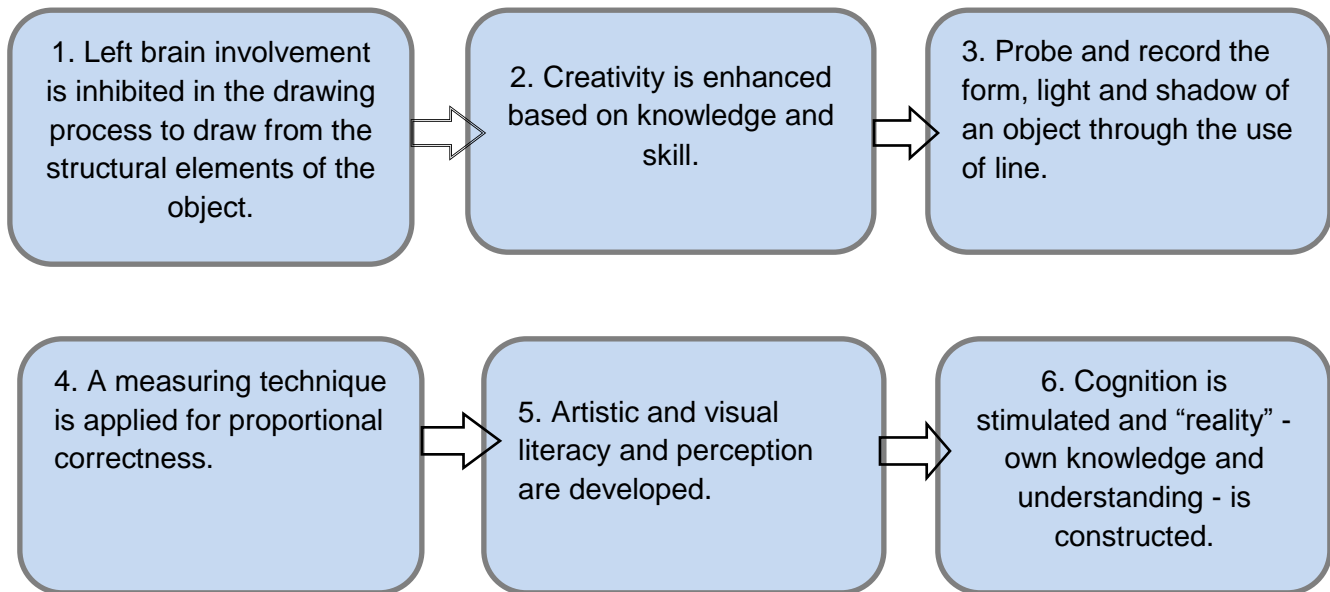 1. Left brain involvement
is inhibited in the drawing
process to draw from the
structural elements of the
object.
2. Creativity is enhanced
based on knowledge and
skill.
3. Probe and record the
form, light and shadow of
an object through the use
of line.
4. A measuring technique
is applied for proportional
correctness.
5. Artistic and visual
literacy and perception
are developed.
6. Cognition is
stimulated and “reality” -
own knowledge and
understanding - is
constructed.